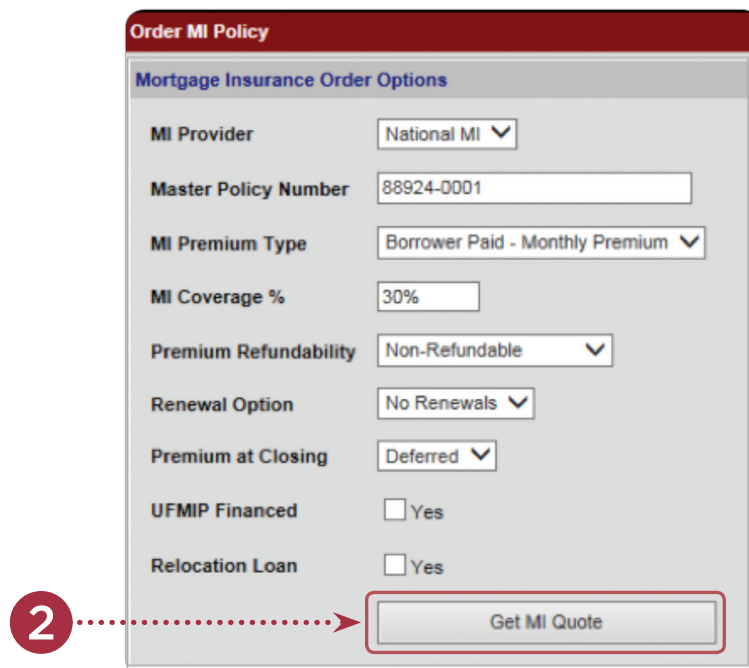 Order MI Policy
Mortgage Insurance Order Options
MI Provider National MI
Master Policy Number 88924-0001
MI Premium Type Borrower Paid - Monthly Premium
MI Coverage % 30%
Premium Refundability Non-Refundable
Renewal Option No Renewals
Premium at Closing Deferred
UFMIP Financed Yes
Relocation Loan Yes
2 Get MI Quote